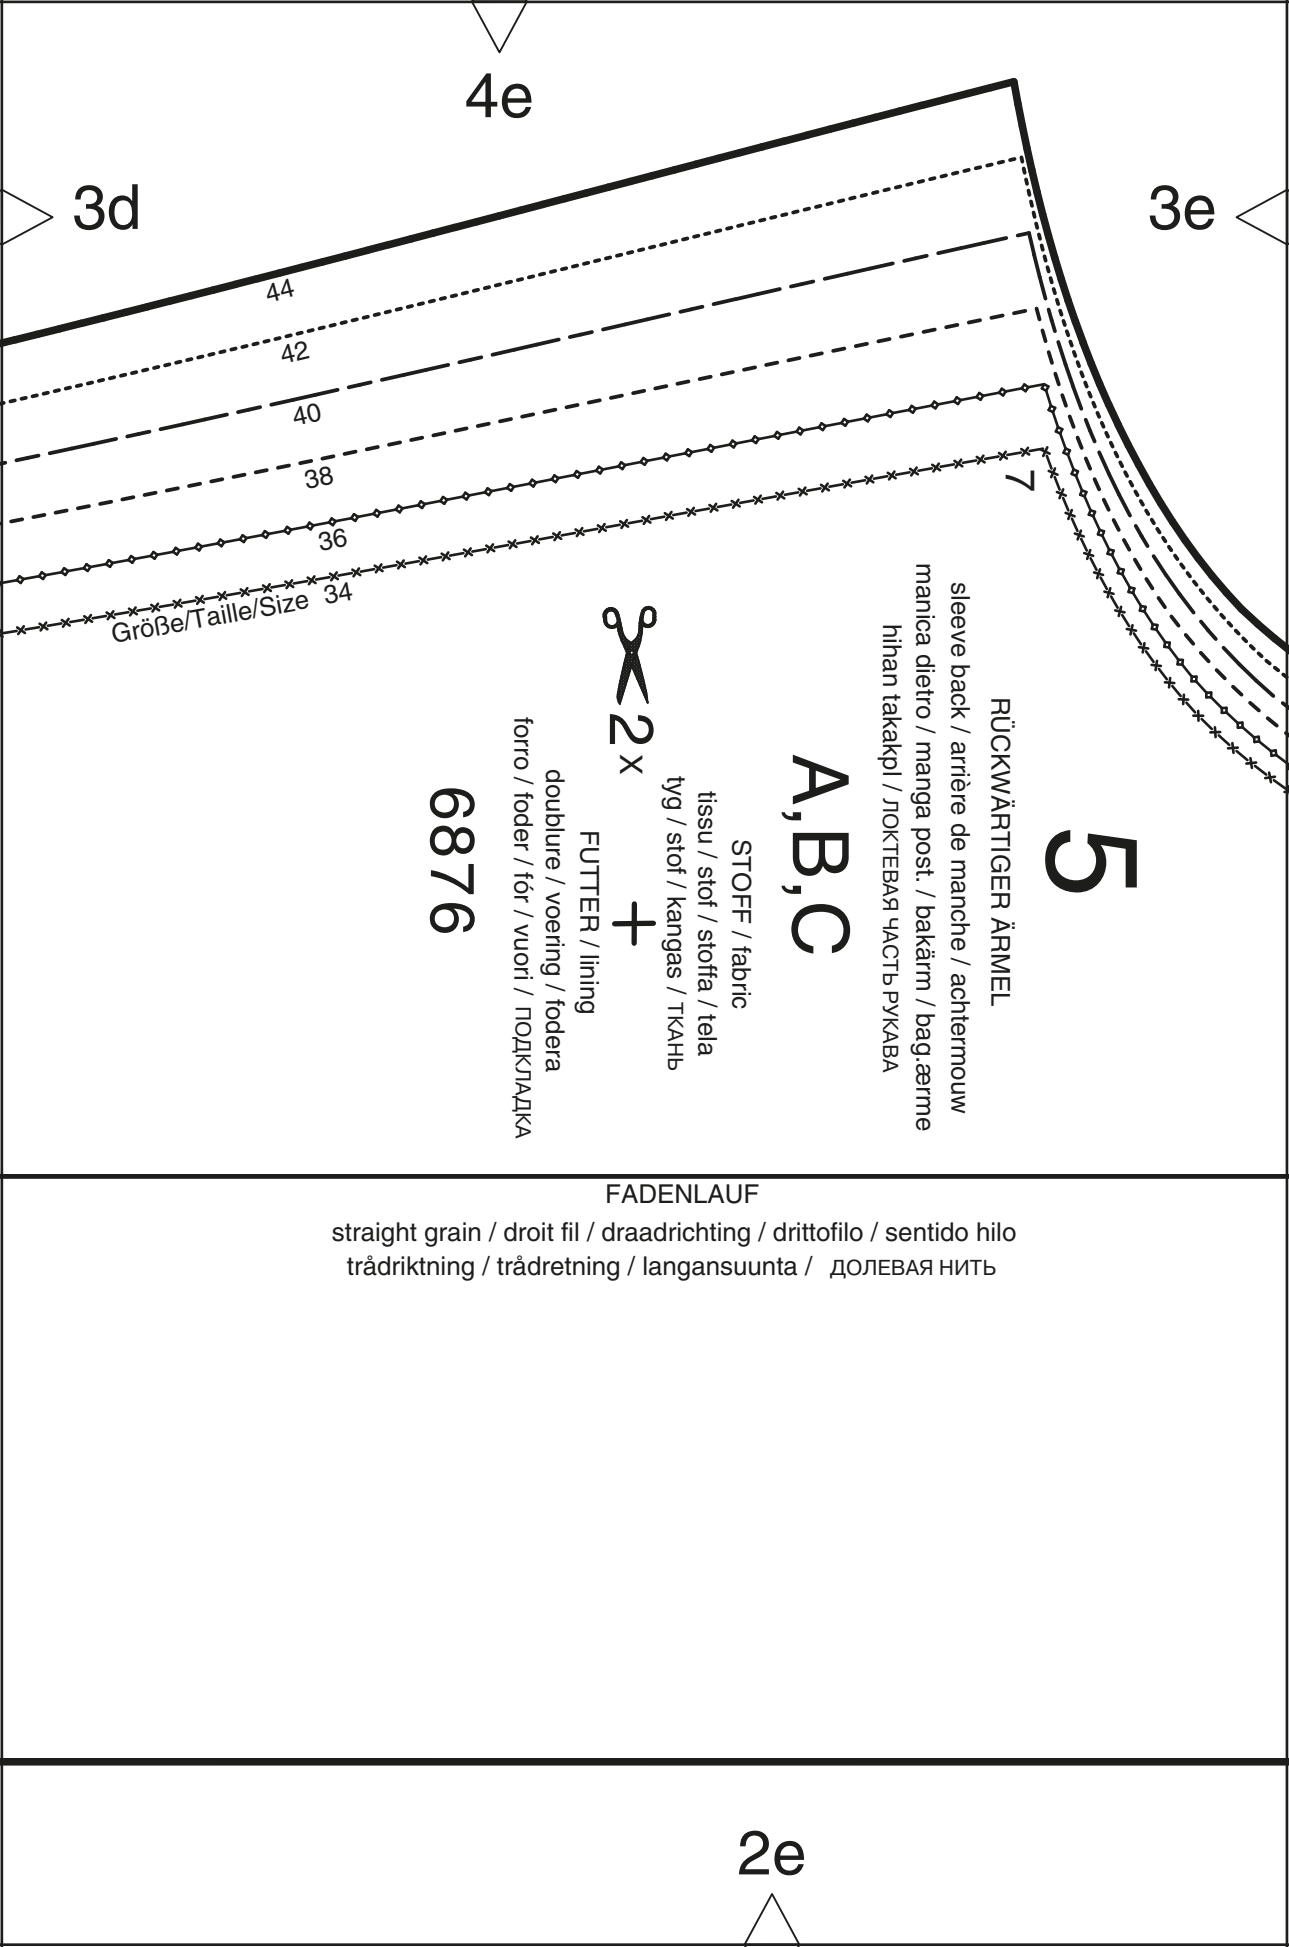 4e
3d
3e
44
42
40
38
36
Größe/Taille/Size 34
7
5
RÜCKWÄRTIGER ÄRMEL
sleeve back / arrière de manche / achtermouw
manica dietro / manga post. / bakärm / bag.ærme
hihan takakpl / ЛОКТЕВАЯ ЧАСТЬ РУКАВА
A,B,C
STOFF / fabric
tissu / stof / stoffa / tela
tyg / stof / kangas / ТКАНЬ
2x +
FUTTER / lining
doublure / voering / fodera
forro / foder / fór / vuori / ПОДКЛАДКА
6876
FADENLAUF
straight grain / droit fil / draadrichting / drittofilo / sentido hilo
trådriktning / trådretning / langansuunta / ДОЛЕВАЯ НИТЬ
2e